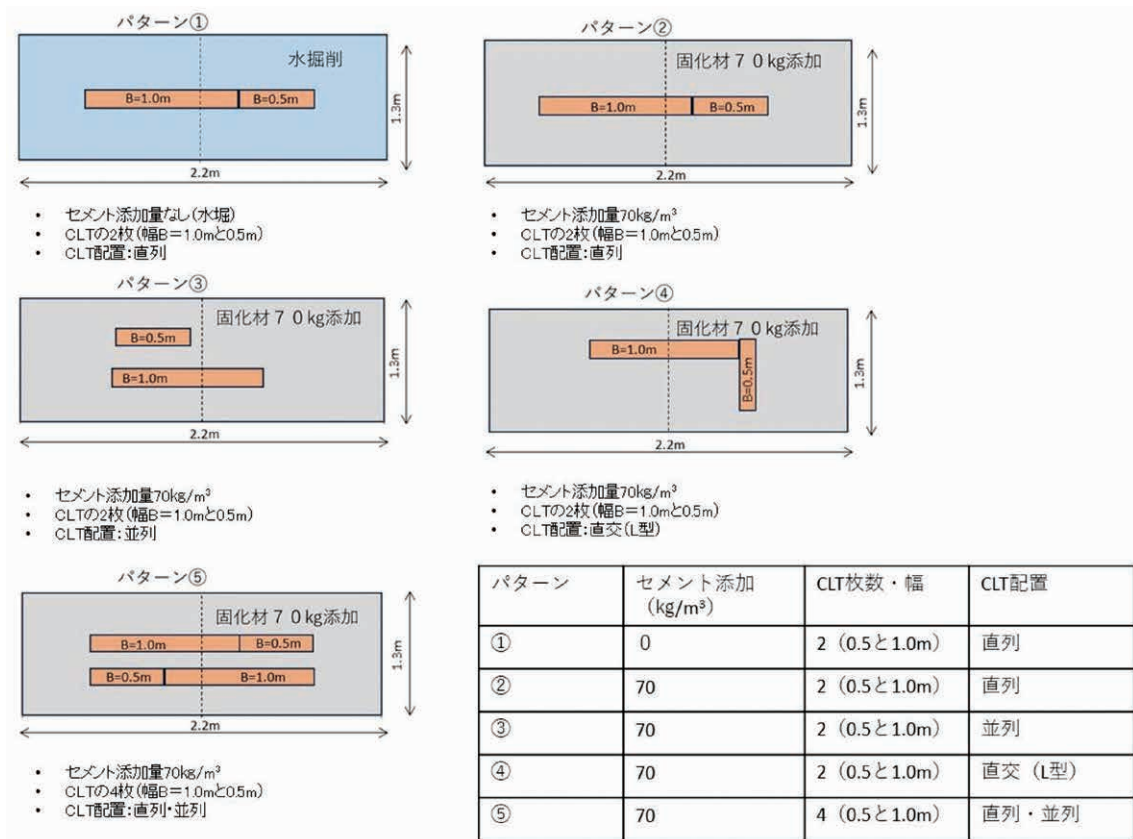 パターン①
水掘削
B=1.0m
B=0.5m
1.3m
2.2m
• セメント添加量なし(水掘)
• CLTの2枚(幅B=1.0mと0.5m)
• CLT配置:直列
パターン②
固化材70kg添加
B=1.0m
B=0.5m
1.3m
2.2m
• セメント添加量70kg/m³
• CLTの2枚(幅B=1.0mと0.5m)
• CLT配置:直列
パターン③
固化材70kg添加
B=0.5m
B=1.0m
1.3m
2.2m
• セメント添加量70kg/m³
• CLTの2枚(幅B=1.0mと0.5m)
• CLT配置:並列
パターン④
固化材70kg添加
B=1.0m
B=0.5m
1.3m
2.2m
• セメント添加量70kg/m³
• CLTの2枚(幅B=1.0mと0.5m)
• CLT配置:直交(L型)
パターン⑤
固化材70kg添加
B=1.0m
B=0.5m
B=0.5m
B=1.0m
1.3m
2.2m
• セメント添加量70kg/m³
• CLTの4枚(幅B=1.0mと0.5m)
• CLT配置:直列・並列
パターン セメント添加 CLT枚数・幅 CLT配置
(kg/m³)
① 0 2(0.5と1.0m) 直列
② 70 2(0.5と1.0m) 直列
③ 70 2(0.5と1.0m) 並列
④ 70 2(0.5と1.0m) 直交(L型)
⑤ 70 4(0.5と1.0m) 直列・並列